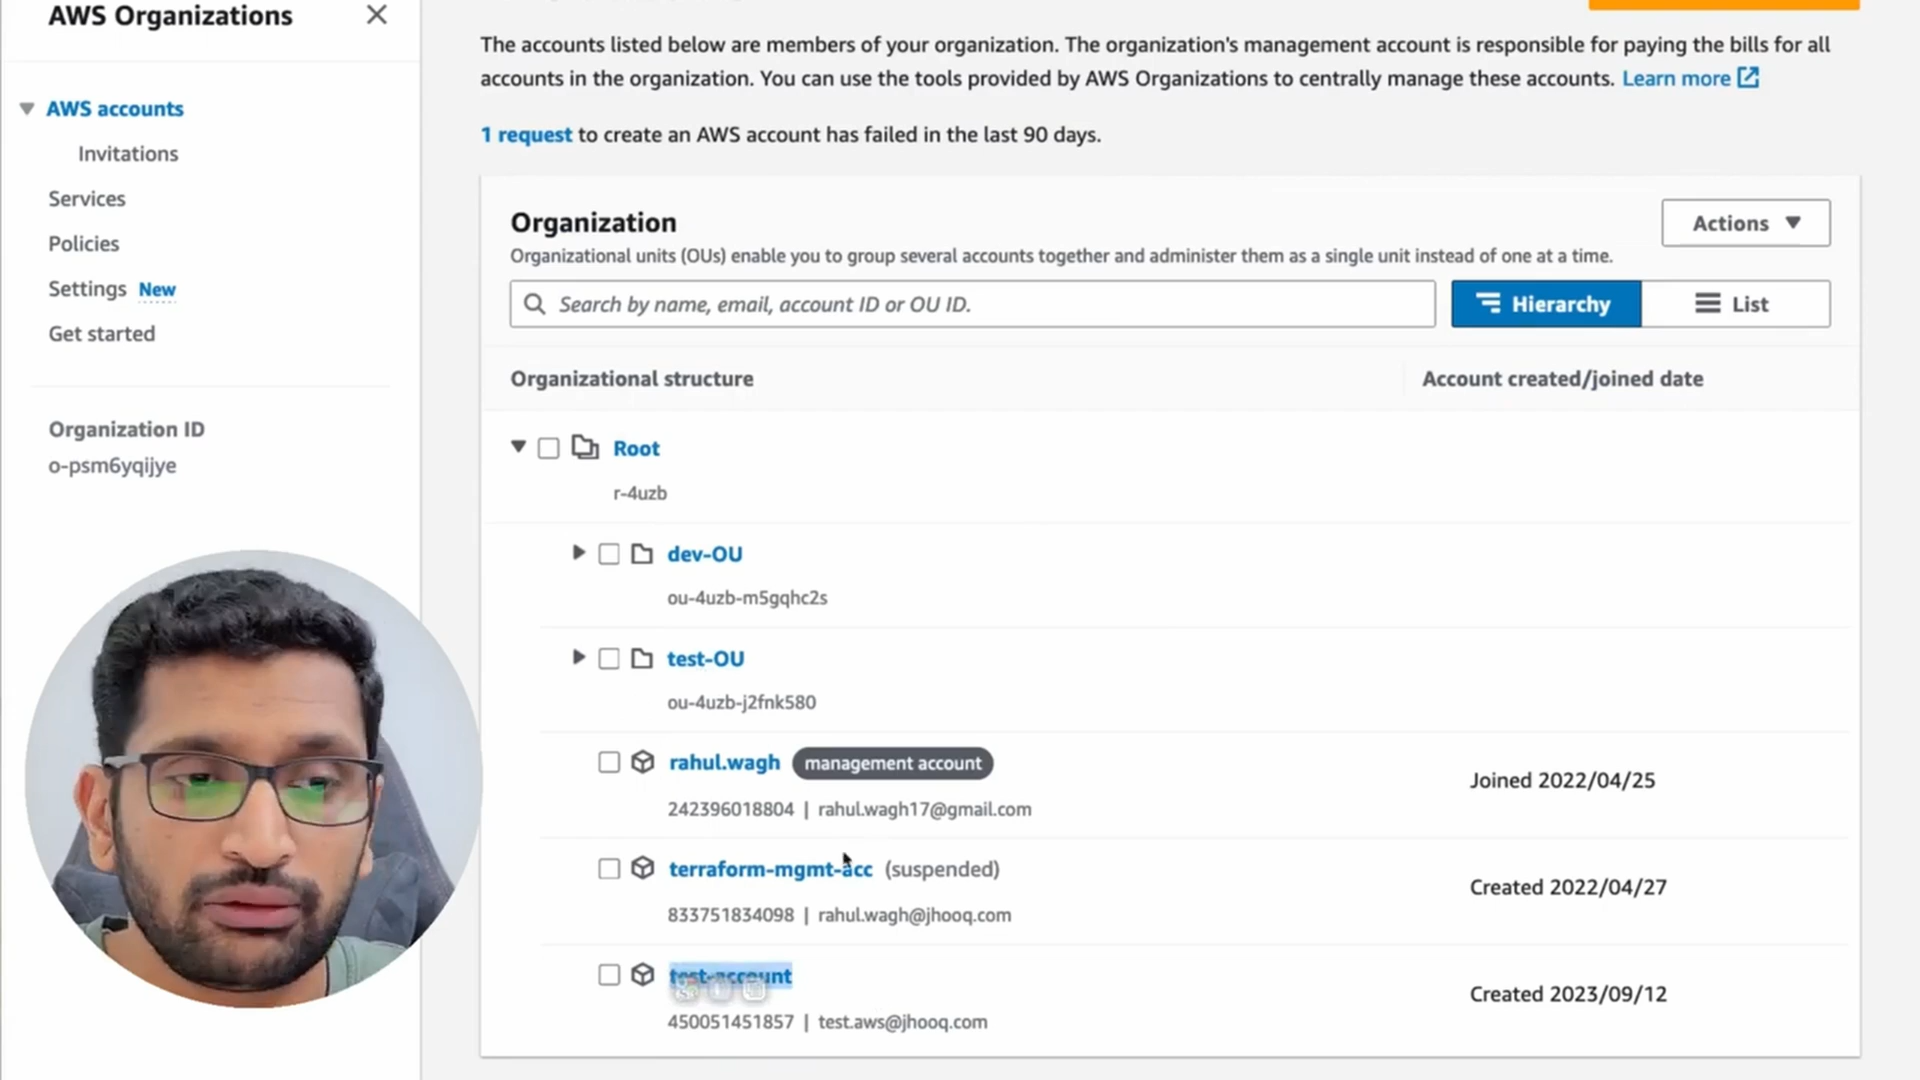 AWS Organizations
AWS accounts
Invitations
Services
Policies
Settings New
Get started
Organization ID
o-psm6yqijye
The accounts listed below are members of your organization. The organization's management account is responsible for paying the bills for all
accounts in the organization. You can use the tools provided by AWS Organizations to centrally manage these accounts. Learn more
1 request to create an AWS account has failed in the last 90 days.
Organization
Actions
Organizational units (OUs) enable you to group several accounts together and administer them as a single unit instead of one at a time.
Search by name, email, account ID or OU ID.
Hierarchy
List
Organizational structure
Account created/joined date
Root
r-4uzb
dev-OU
ou-4uzb-m5gqhc2s
test-OU
ou-4uzb-j2fnk580
rahul.wagh management account
Joined 2022/04/25
242396018804 | rahul.wagh17@gmail.com
terraform-mgmt-acc (suspended)
Created 2022/04/27
833751834098 | rahul.wagh@jhooq.com
test-account
Created 2023/09/12
450051451857 | test.aws@jhooq.com